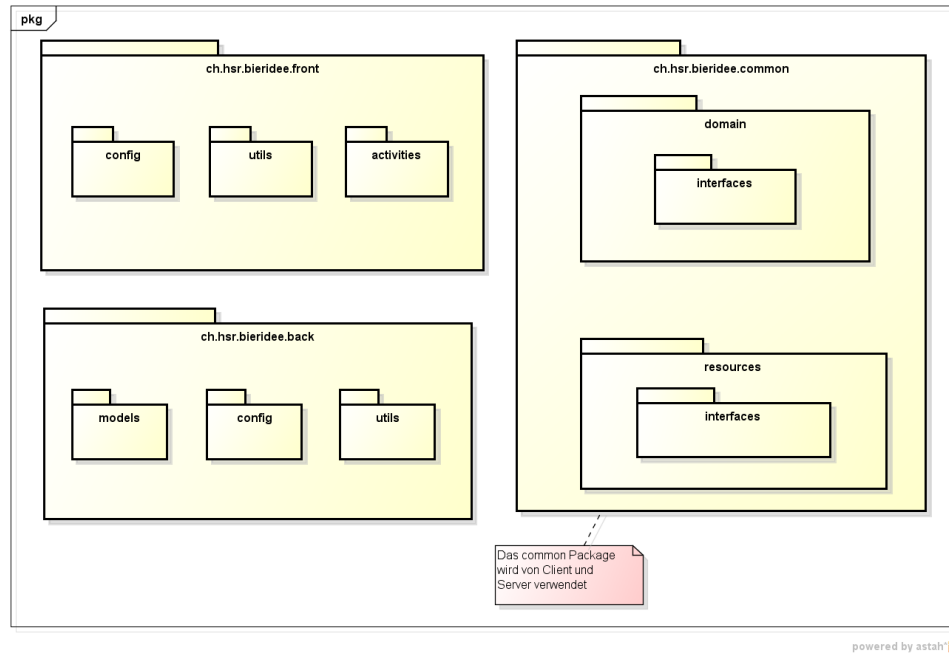 pkg
ch.hsr.bieridee.front
config
utils
activities
ch.hsr.bieridee.common
domain
interfaces
resources
interfaces
ch.hsr.bieridee.back
models
config
utils
Das common Package
wird von Client und
Server verwendet
powered by astah*